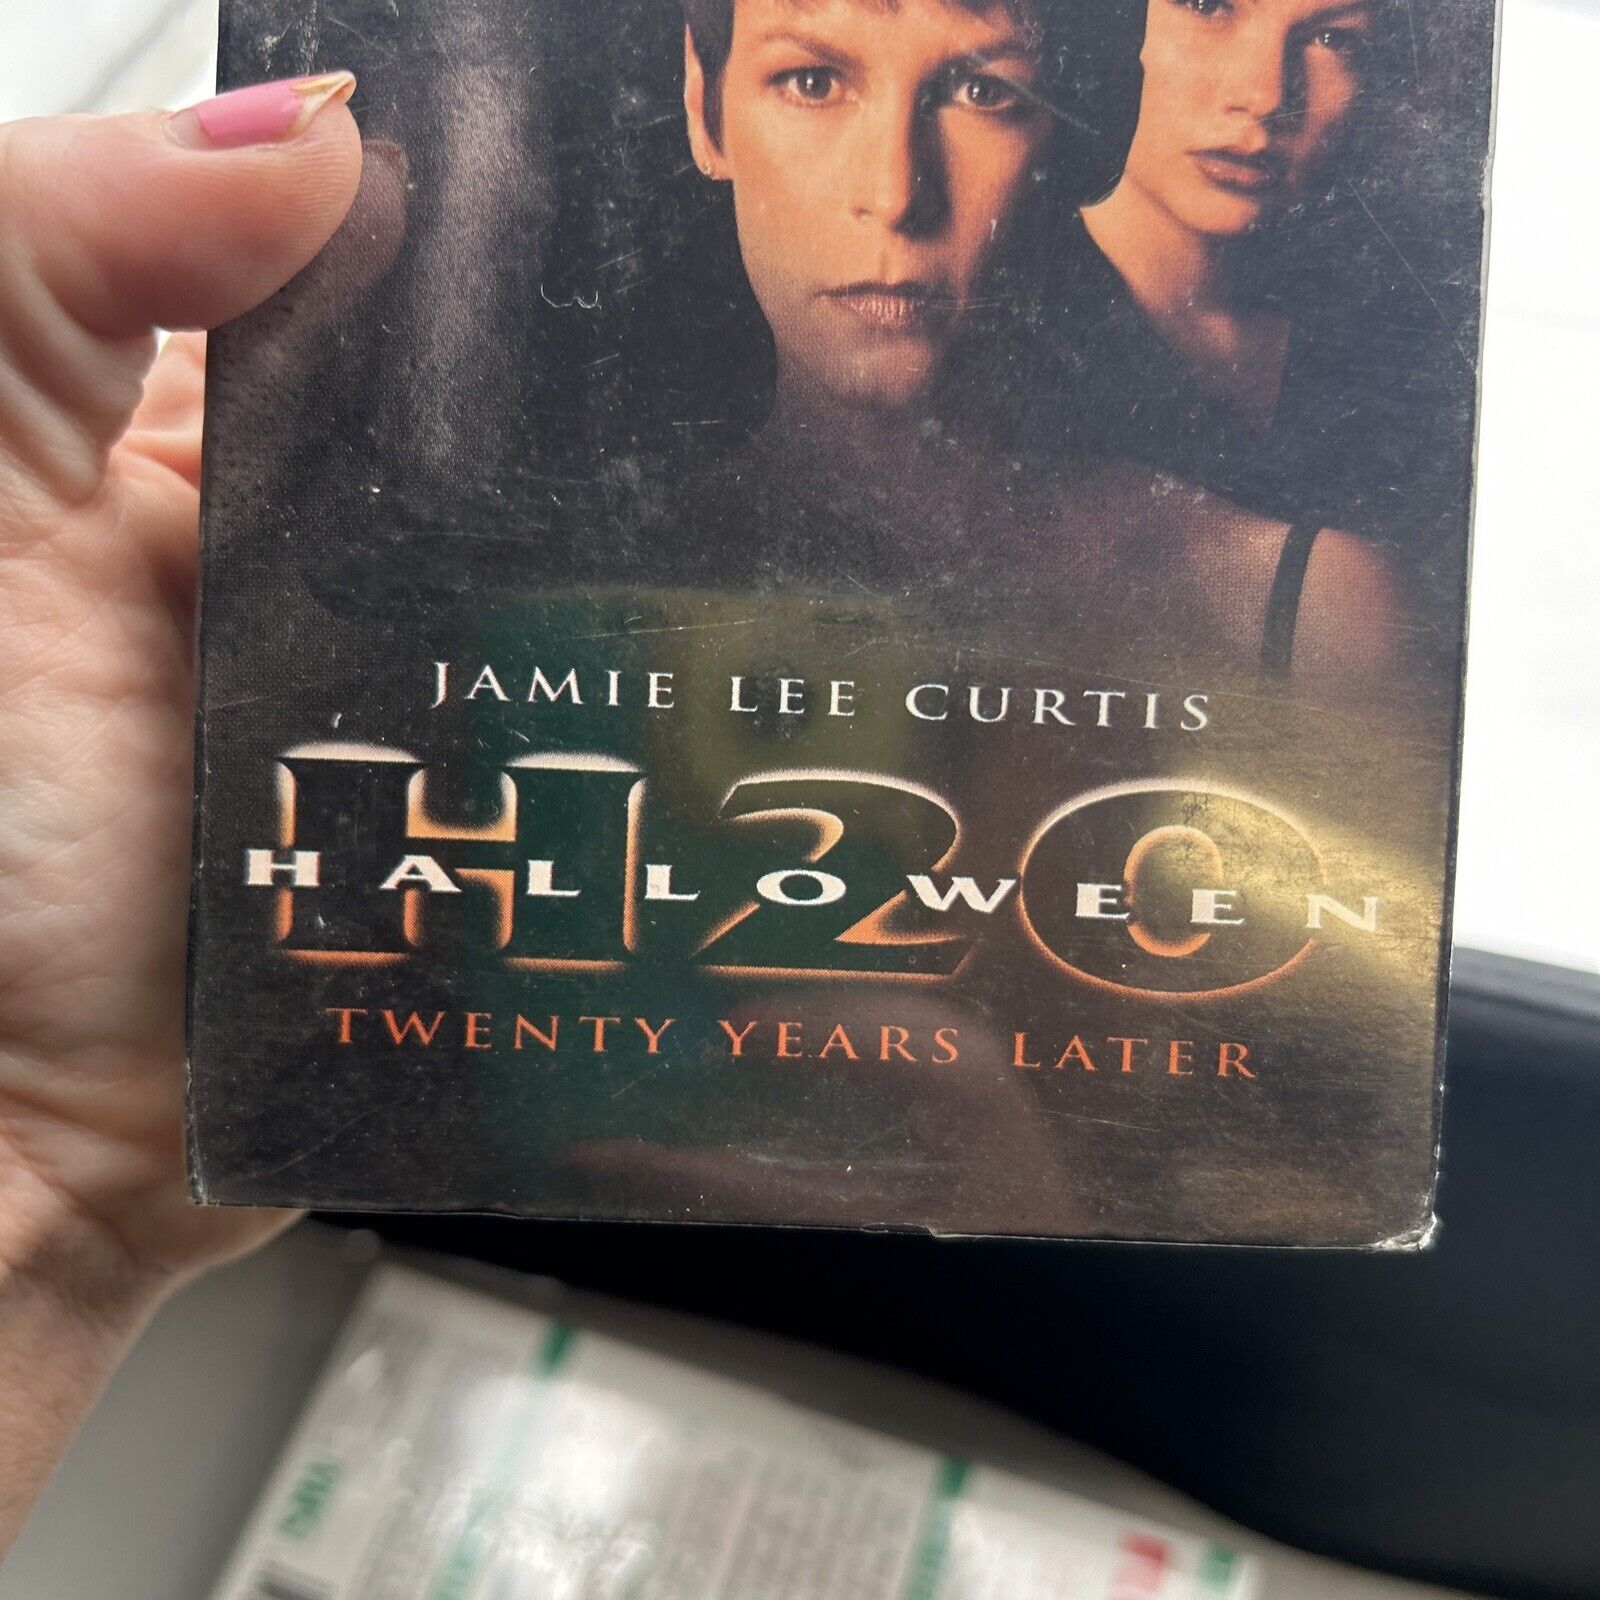 JAMIE LEE CURTIS
H20
HALLOWEEN
TWENTY YEARS LATER